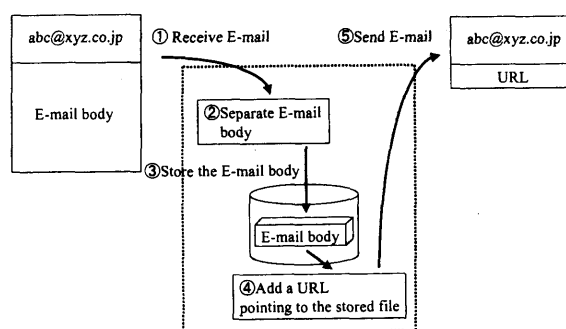 abc@xyz.co.jp
E-mail body
① Receive E-mail
②Separate E-mail
body
③Store the E-mail body
E-mail body
④Add a URL
pointing to the stored file
⑤Send E-mail
abc@xyz.co.jp
URL